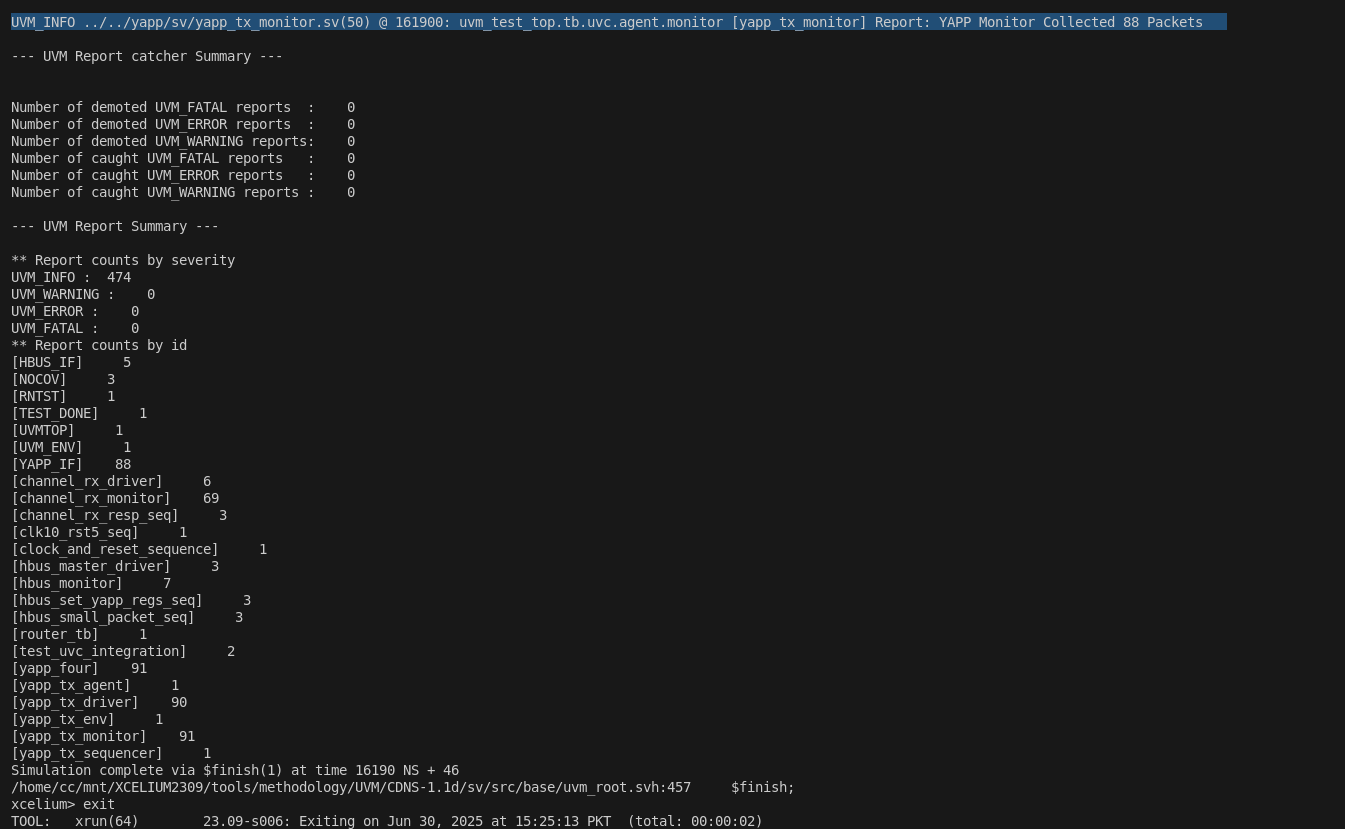 UVM_INFO ../../yapp/sv/yapp_tx_monitor.sv(50) @ 161900: uvm_test_top.tb.uvc.agent.monitor [yapp_tx_monitor] Report: YAPP Monitor Collected 88 Packets
--- UVM Report catcher Summary ---
Number of demoted UVM_FATAL reports  :    0
Number of demoted UVM_ERROR reports  :    0
Number of demoted UVM_WARNING reports:    0
Number of caught UVM_FATAL reports   :    0
Number of caught UVM_ERROR reports   :    0
Number of caught UVM_WARNING reports :    0
--- UVM Report Summary ---
** Report counts by severity
UVM_INFO :  474
UVM_WARNING :    0
UVM_ERROR :    0
UVM_FATAL :    0
** Report counts by id
[HBUS_IF]     5
[NOCOV]     3
[RNTST]     1
[TEST_DONE]     1
[UVMTOP]     1
[UVM_ENV]     1
[YAPP_IF]    88
[channel_rx_driver]     6
[channel_rx_monitor]    69
[channel_rx_resp_seq]     3
[clk10_rst5_seq]     1
[clock_and_reset_sequence]     1
[hbus_master_driver]     3
[hbus_monitor]     7
[hbus_set_yapp_regs_seq]     3
[hbus_small_packet_seq]     3
[router_tb]     1
[test_uvc_integration]     2
[yapp_four]    91
[yapp_tx_agent]     1
[yapp_tx_driver]    90
[yapp_tx_env]     1
[yapp_tx_monitor]    91
[yapp_tx_sequencer]     1
Simulation complete via $finish(1) at time 16190 NS + 46
/home/cc/mnt/XCELIUM2309/tools/methodology/UVM/CDNS-1.1d/sv/src/base/uvm_root.svh:457     $finish;
xcelium> exit
TOOL:   xrun(64)        23.09-s006: Exiting on Jun 30, 2025 at 15:25:13 PKT  (total: 00:00:02)